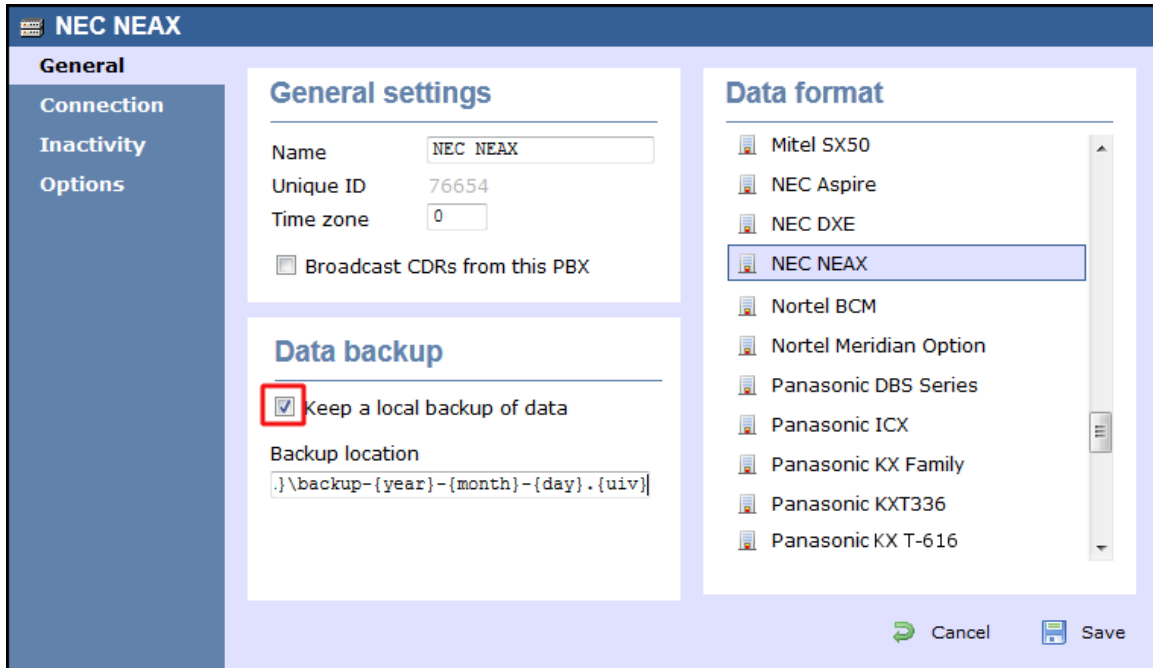 NEC NEAX
General
Connection
Inactivity
Options
General settings
Name NEC NEAX
Unique ID 76654
Time zone 0
Broadcast CDRs from this PBX
Data backup
Keep a local backup of data
Backup location
.}\backup-{year}-{month}-{day}.{uiv}
Data format
Mitel SX50
NEC Aspire
NEC DXE
NEC NEAX
Nortel BCM
Nortel Meridian Option
Panasonic DBS Series
Panasonic ICX
Panasonic KX Family
Panasonic KXT336
Panasonic KX T-616
Cancel Save